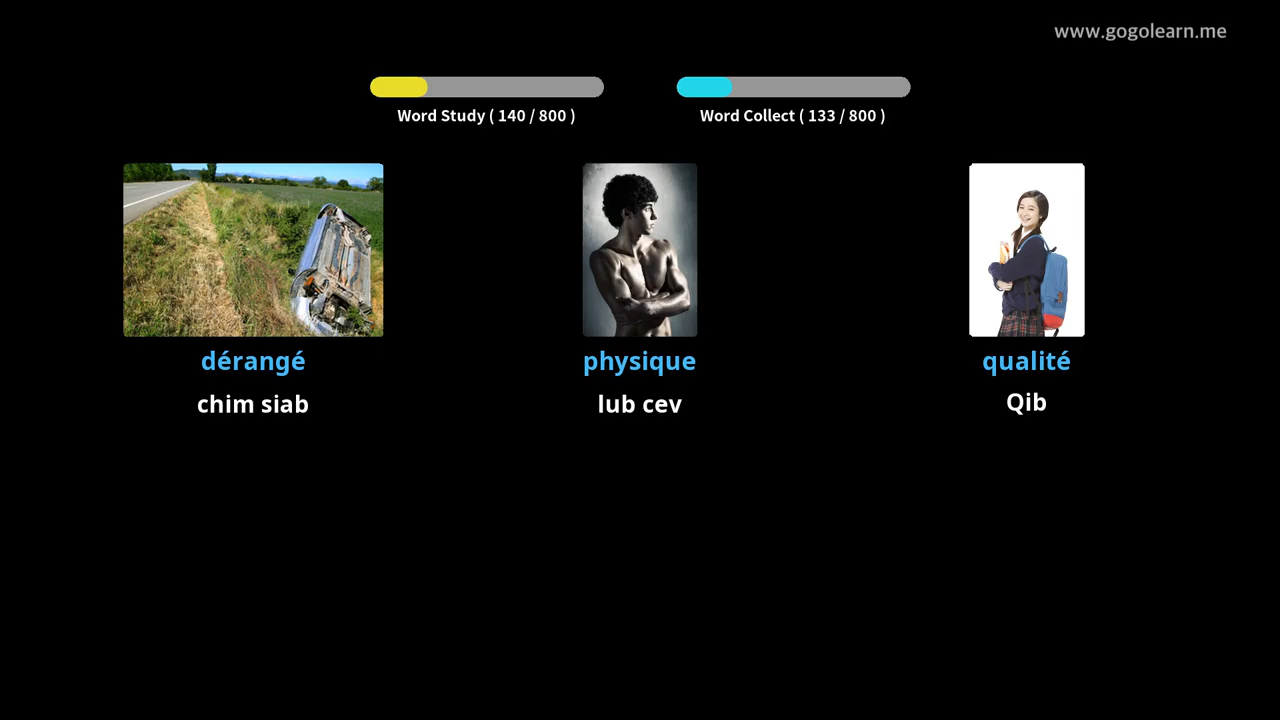 www.gogolearn.me
Word Study ( 140 / 800 )
Word Collect ( 133 / 800 )
dérangé
physique
qualité
chim siab
lub cev
Qib